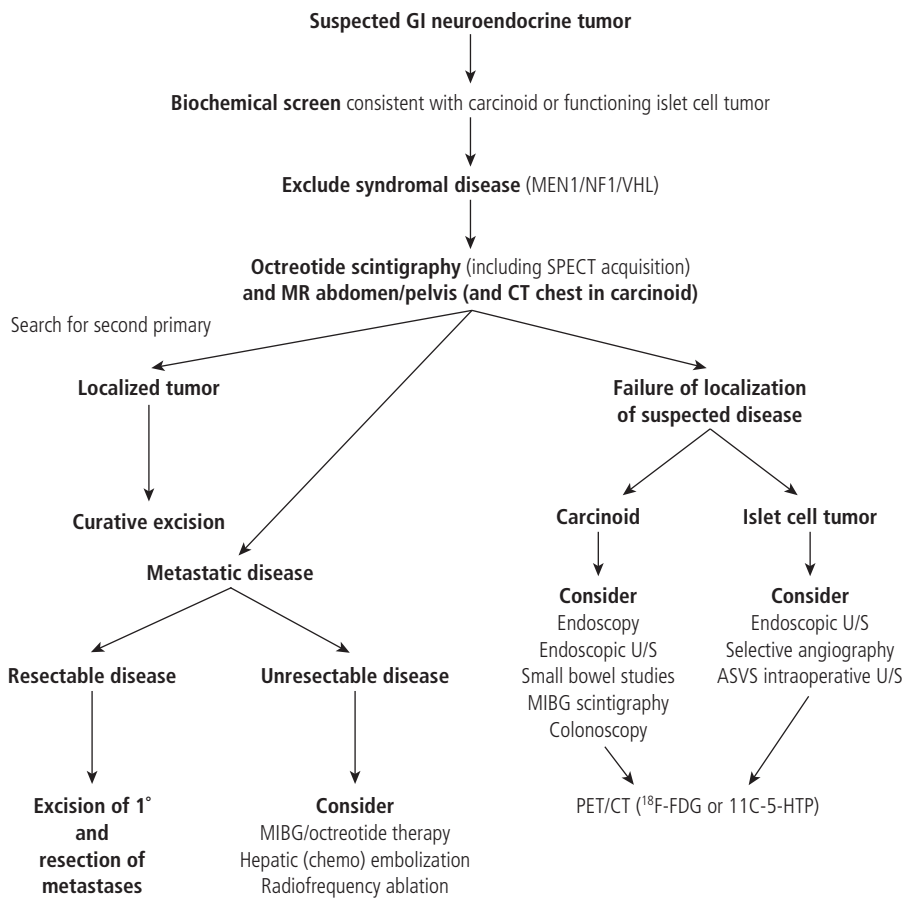 Suspected GI neuroendocrine tumor
Biochemical screen consistent with carcinoid or functioning islet cell tumor
Exclude syndromal disease (MEN1/NF1/VHL)
Octreotide scintigraphy (including SPECT acquisition)
and MR abdomen/pelvis (and CT chest in carcinoid)
Search for second primary
Localized tumor
Curative excision
Metastatic disease
Resectable disease
Excision of 1°
and
resection of
metastases
Unresectable disease
Consider
MIBG/octreotide therapy
Hepatic (chemo) embolization
Radiofrequency ablation
Failure of localization
of suspected disease
Carcinoid
Consider
Endoscopy
Endoscopic U/S
Small bowel studies
MIBG scintigraphy
Colonoscopy
Islet cell tumor
Consider
Endoscopic U/S
Selective angiography
ASVS intraoperative U/S
PET/CT (¹⁸F-FDG or 11C-5-HTP)